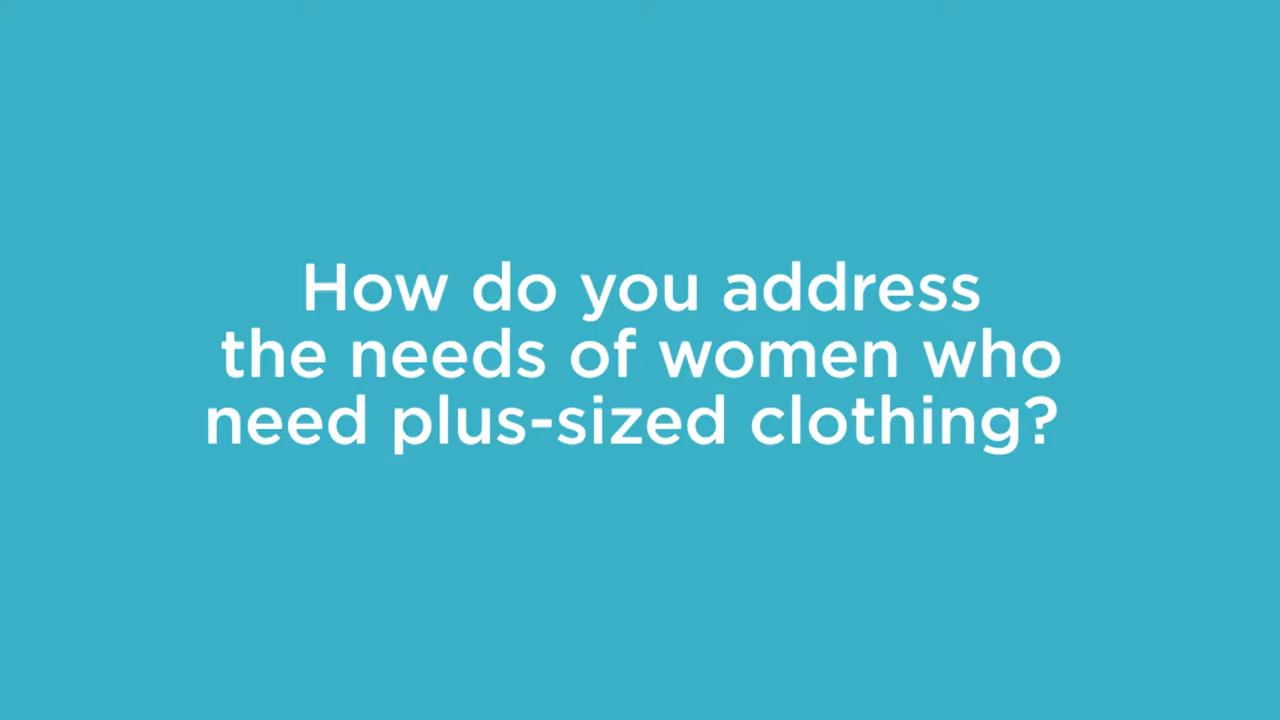 How do you address
the needs of women who
need plus-sized clothing?